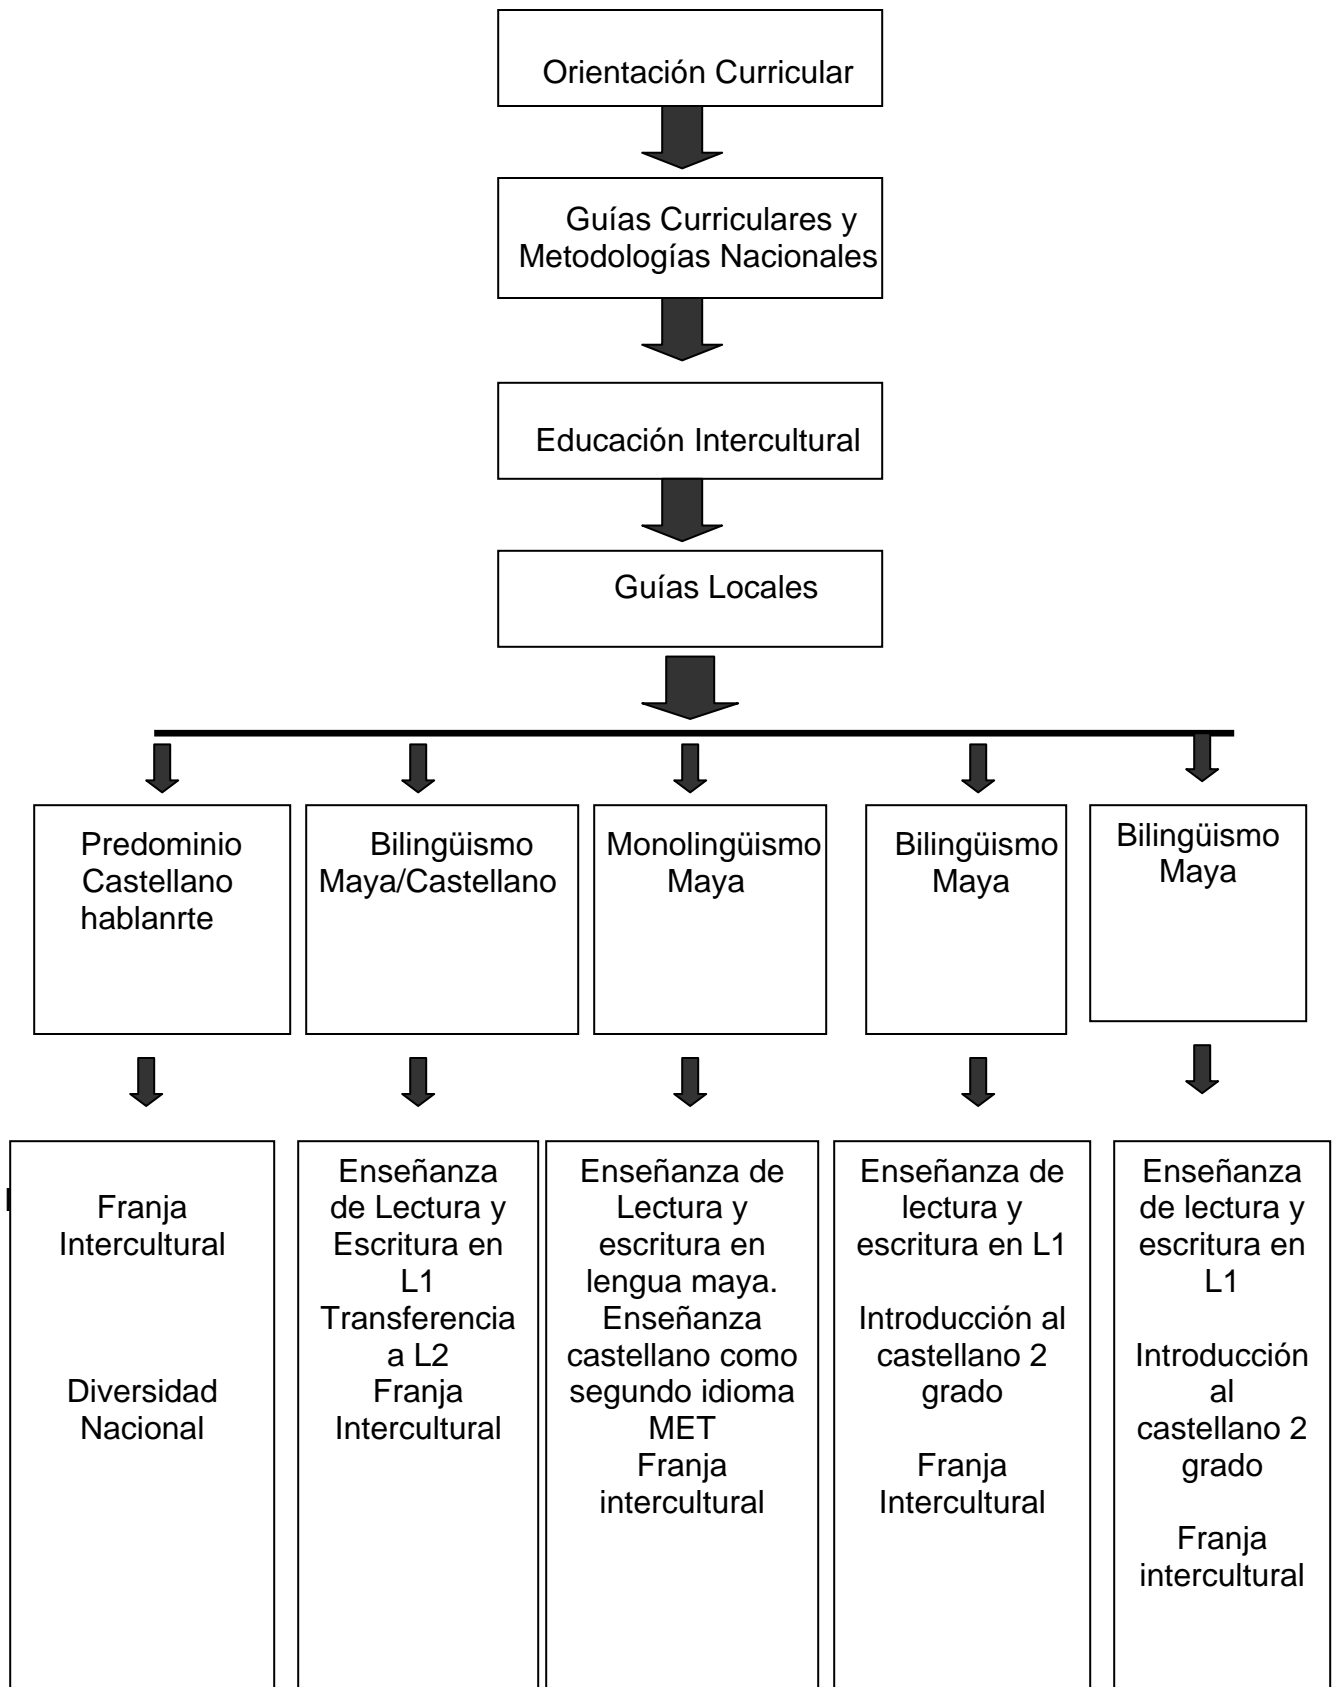 Orientación Curricular
Guías Curriculares y
Metodologías Nacionales
Educación Intercultural
Guías Locales
Predominio
Castellano
hablanrte
Bilingüismo
Maya/Castellano
Monolingüismo
Maya
Bilingüismo
Maya
Bilingüismo
Maya
Franja
Intercultural
Diversidad
Nacional
Enseñanza
de Lectura y
Escritura en
L1
Transferencia
a L2
Franja
Intercultural
Enseñanza de
Lectura y
escritura en
lengua maya.
Enseñanza
castellano como
segundo idioma
MET
Franja
intercultural
Enseñanza de
lectura y
escritura en L1
Introducción al
castellano 2
grado
Franja
Intercultural
Enseñanza
de lectura y
escritura en
L1
Introducción
al
castellano 2
grado
Franja
intercultural